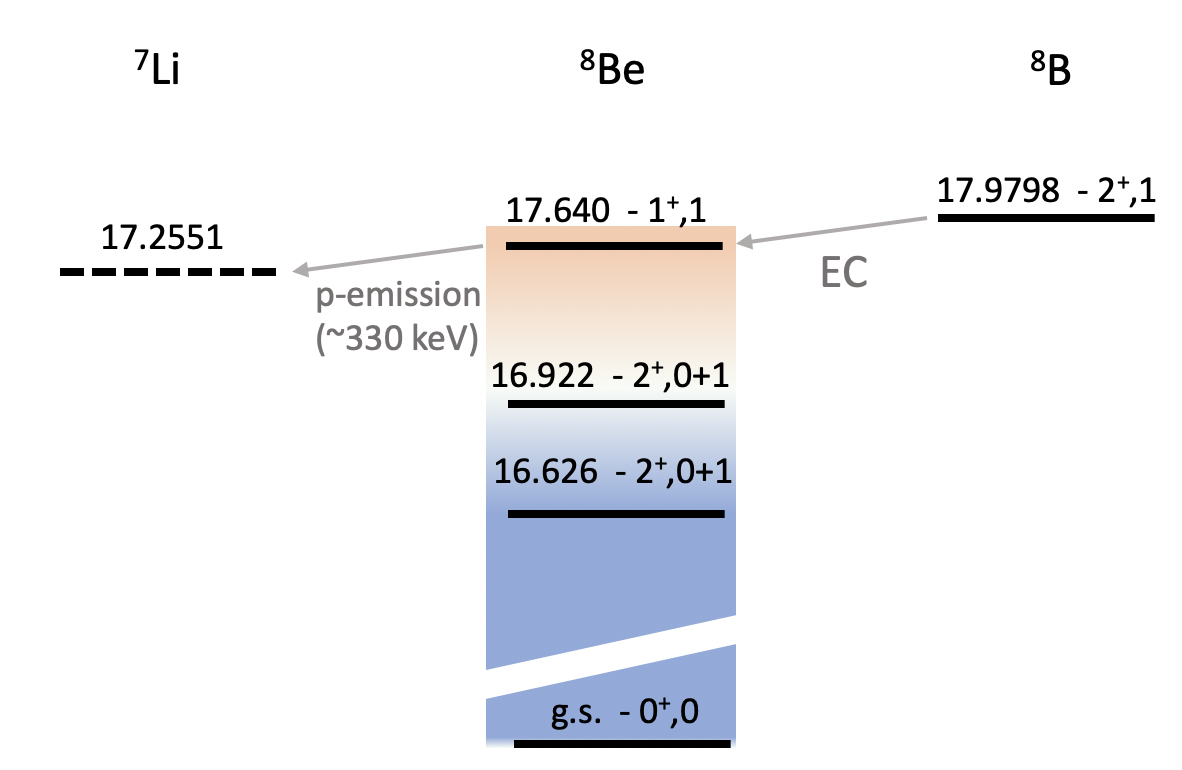 ⁷Li
⁸Be
⁸B
17.2551
17.640 - 1⁺,1
17.9798 - 2⁺,1
p-emission
(~330 keV)
EC
16.922 - 2⁺,0+1
16.626 - 2⁺,0+1
g.s. - 0⁺,0